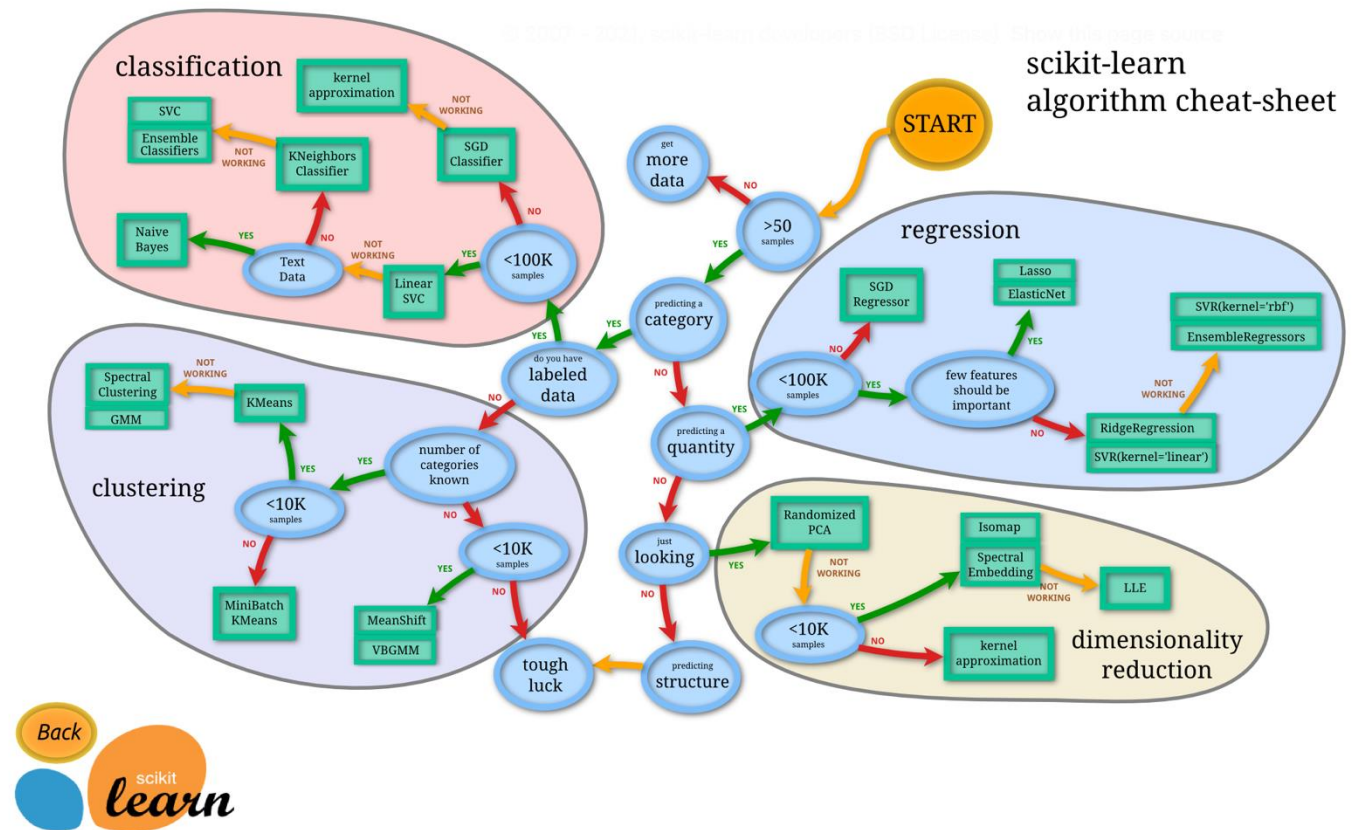 scikit-learn
algorithm cheat-sheet
START
classification
kernel
approximation
NOT
WORKING
SVC
Ensemble
Classifiers
NOT
WORKING
KNeighbors
Classifier
SGD
Classifier
NO
Naive
Bayes
YES
Text
Data
NO
NOT
WORKING
Linear
SVC
YES
<100K
samples
YES
get
more
data
NO
>50
samples
YES
predicting a
category
YES
NO
do you have
labeled
data
NO
predicting a
quantity
YES
NO
just
looking
YES
NO
predicting
structure
tough
luck
regression
SGD
Regressor
NO
<100K
samples
YES
Lasso
ElasticNet
YES
few features
should be
important
NO
SVR(kernel='rbf')
EnsembleRegressors
NOT
WORKING
RidgeRegression
SVR(kernel='linear')
clustering
Spectral
Clustering
GMM
NOT
WORKING
KMeans
YES
<10K
samples
NO
MiniBatch
KMeans
YES
number of
categories
known
NO
<10K
samples
YES
NO
MeanShift
VBGMM
dimensionality
reduction
Randomized
PCA
NOT
WORKING
<10K
samples
YES
NO
Isomap
Spectral
Embedding
NOT
WORKING
LLE
kernel
approximation
Back
scikit
learn